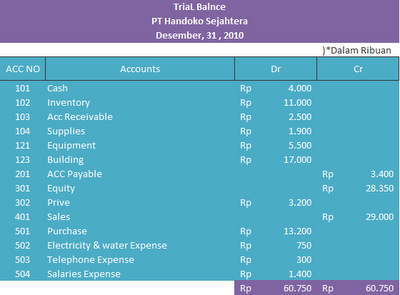 TriaL Balnce
PT Handoko Sejahtera
Desember, 31 , 2010
)*Dalam Ribuan
ACC NO Accounts Dr Cr
101 Cash Rp 4.000
102 Inventory Rp 11.000
103 Acc Receivable Rp 2.500
104 Supplies Rp 1.900
121 Equipment Rp 5.500
123 Building Rp 17.000
201 ACC Payable Rp 3.400
301 Equity Rp 28.350
302 Prive Rp 3.200
401 Sales Rp 29.000
501 Purchase Rp 13.200
502 Electricity & water Expense Rp 750
503 Telephone Expense Rp 300
504 Salaries Expense Rp 1.400
Rp 60.750 Rp 60.750